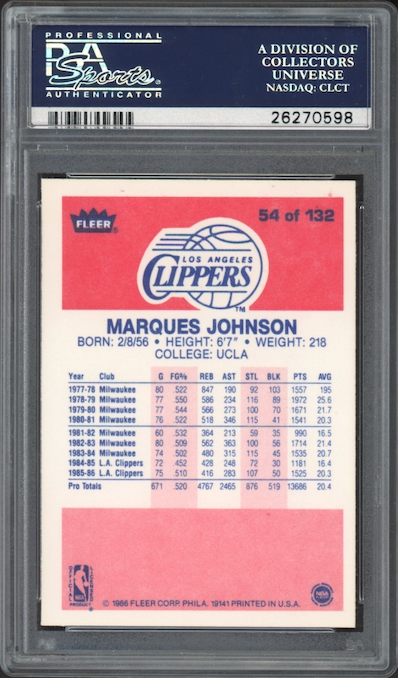 PROFESSIONAL
PSA
Sports
AUTHENTICATOR
A DIVISION OF
COLLECTORS
UNIVERSE
NASDAQ: CLCT
26270598
FLEER
54 of 132
LOS ANGELES
CLIPPERS
TM
MARQUES JOHNSON
BORN: 2/8/56 • HEIGHT: 6'7" • WEIGHT: 218
COLLEGE: UCLA
Year Club G FG% REB AST STL BLK PTS AVG
1977-78 Milwaukee 80 .522 847 190 92 103 1557 195
1978-79 Milwaukee 77 .550 586 234 116 89 1972 25.6
1979-80 Milwaukee 77 .544 566 273 100 70 1671 21.7
1980-81 Milwaukee 76 .522 518 346 115 41 1541 20.3
1981-82 Milwaukee 60 .532 364 213 59 35 990 16.5
1982-83 Milwaukee 80 .509 562 363 100 56 1714 21.4
1983-84 Milwaukee 74 .502 480 315 115 45 1535 20.7
1984-85 L.A. Clippers 72 .452 428 248 72 30 1181 16.4
1985-86 L.A. Clippers 75 .510 416 283 107 50 1525 20.3
Pro Totals 671 .520 4767 2465 876 519 13686 20.4
OFFICIAL LICENSED
NBA
PRODUCT
© 1986 FLEER CORP. PHILA. 19141 PRINTED IN U.S.A.